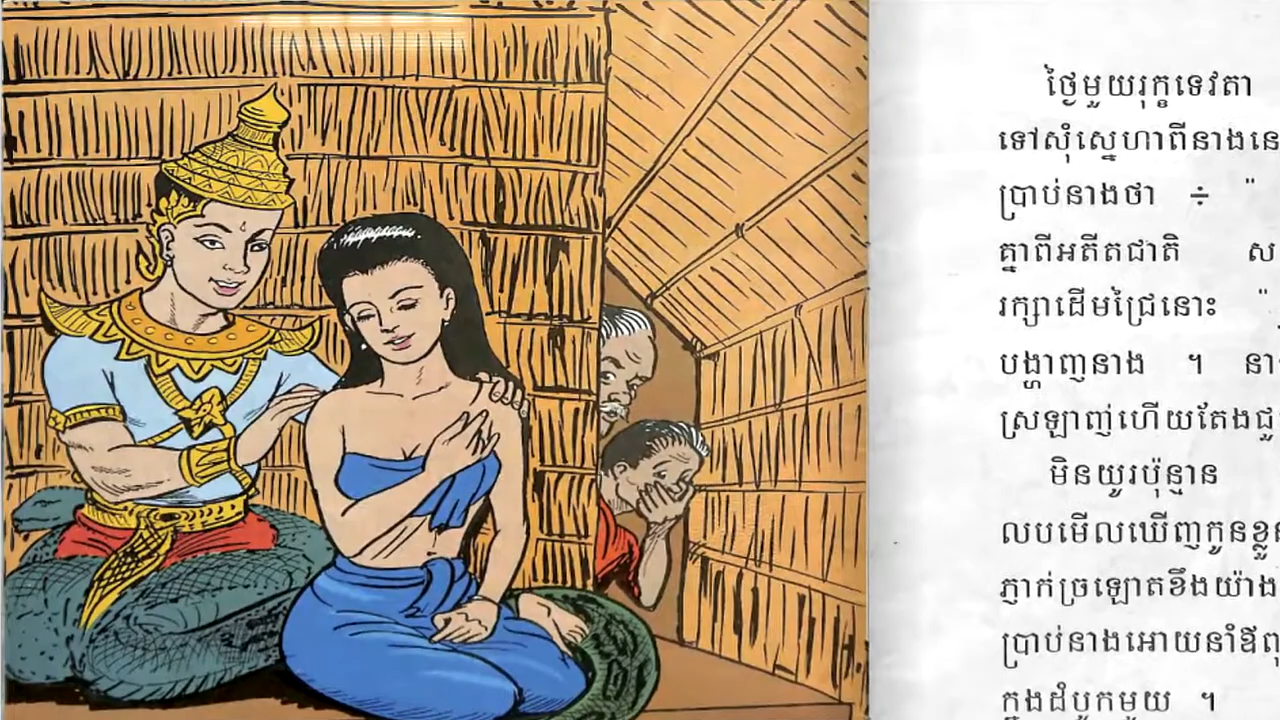 ថ្ងៃមួយរុក្ខទេវតា
ទៅសុំស្នេហាពីនាងនេ
ប្រាប់នាងថា ÷ ¨
គ្នាពីអតីតជាតិ ស
រក្សាដើមជ្រៃនោះ ¨
បង្ហាញនាង ។ នា
ស្រឡាញ់ហើយតែងជួ
មិនយូរប៉ុន្មាន
លបមើលឃើញកូនខ្លួន
ភ្ញាក់ច្រឡោតខឹងយ៉ាង
ប្រាប់នាងអោយនាំឪពុ
ក្នុងដំបូកមួយ ។